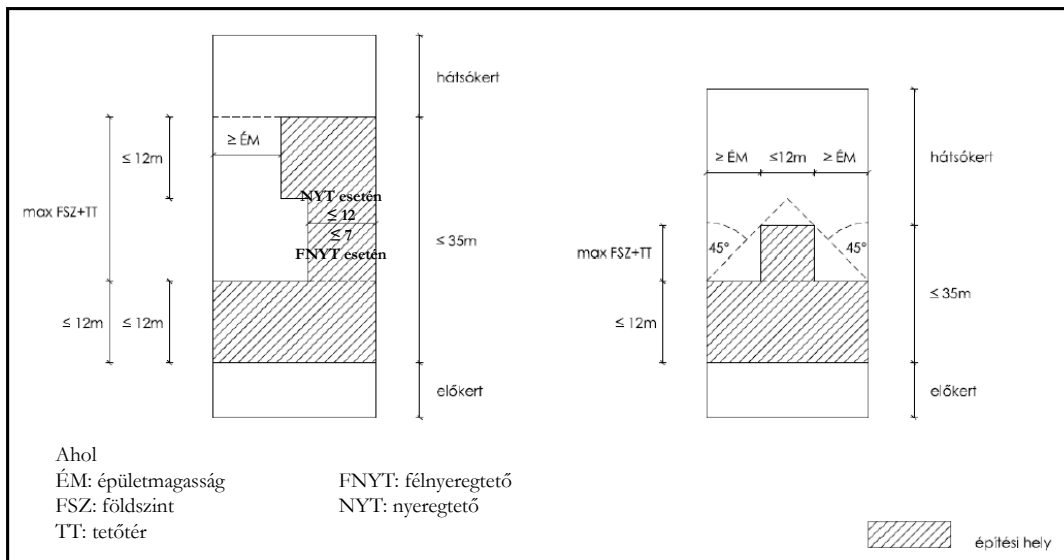 hátsókert
≥ ÉM
≤ 12m
max FSZ+TT
NYT esetén
≤ 12
≤ 7
FNYT esetén
≤ 35m
≤ 12m
≤ 12m
előkert
hátsókert
≥ ÉM
≤12m
≥ ÉM
45°
45°
max FSZ+TT
≤ 35m
≤ 12m
előkert
Ahol
ÉM: épületmagasság
FSZ: földszint
TT: tetőtér
FNYT: félnyeregtető
NYT: nyeregtető
építési hely